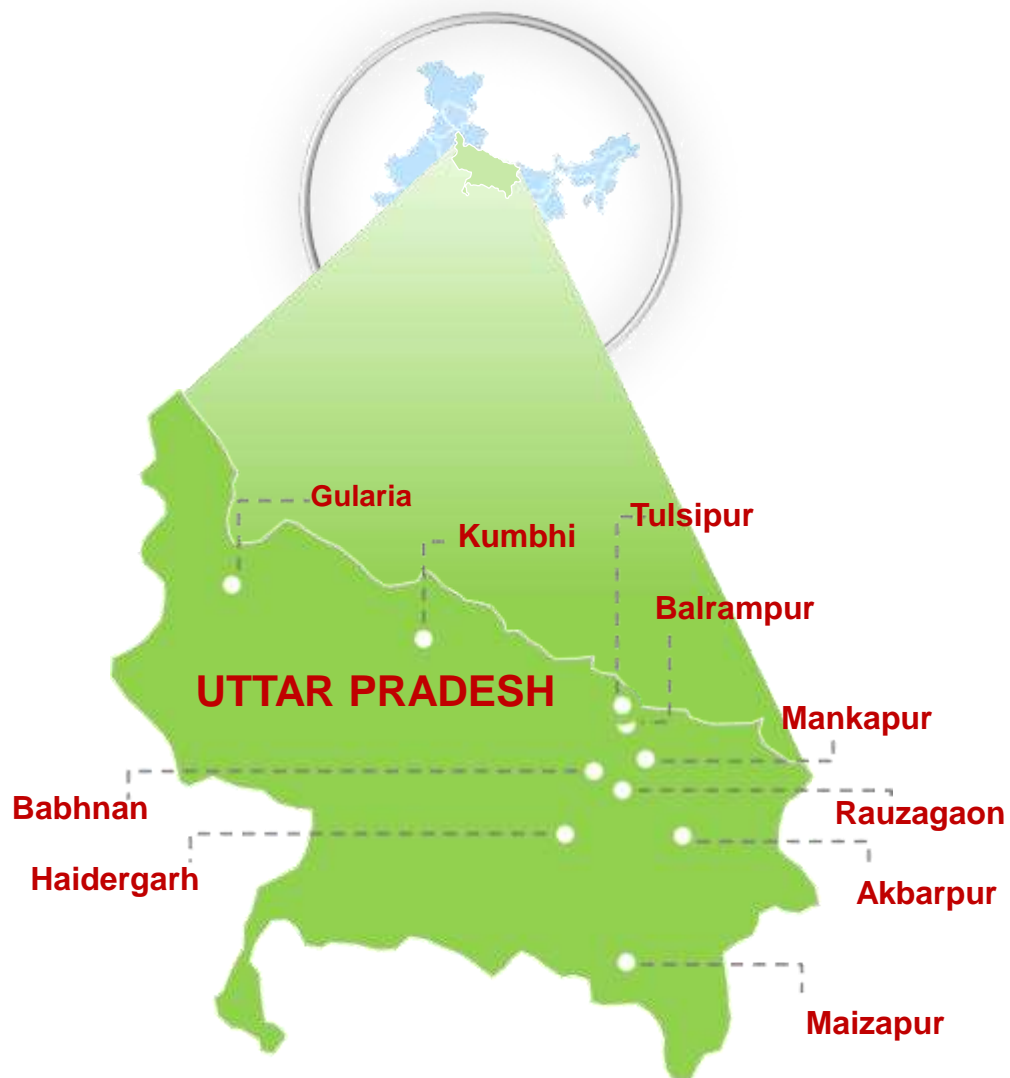 Gularia
Tulsipur
Kumbhi
Balrampur
UTTAR PRADESH
Mankapur
Babhnan
Rauzagaon
Haidergarh
Akbarpur
Maizapur